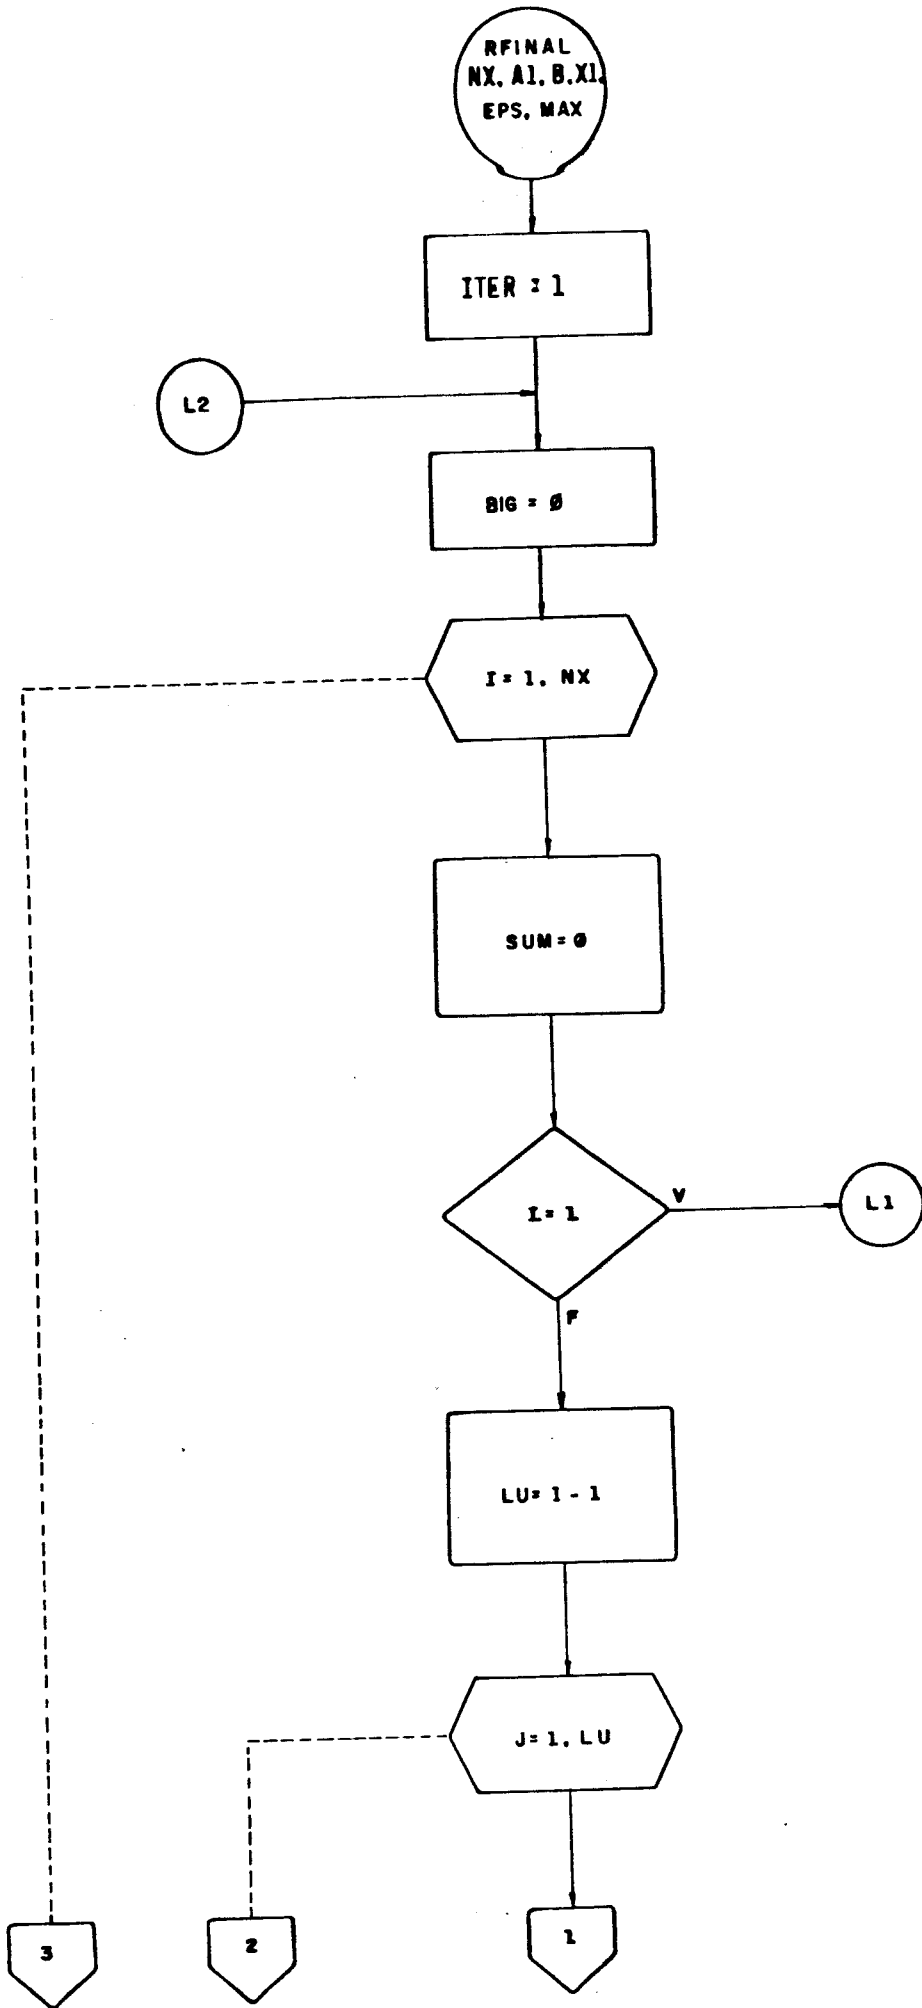 RFINAL
NX, A1, B, X1,
EPS, MAX
ITER = 1
L2
BIG = Ø
I = 1, NX
SUM = Ø
I = 1
V
L1
F
LU = I - 1
J = 1, LU
3
2
1